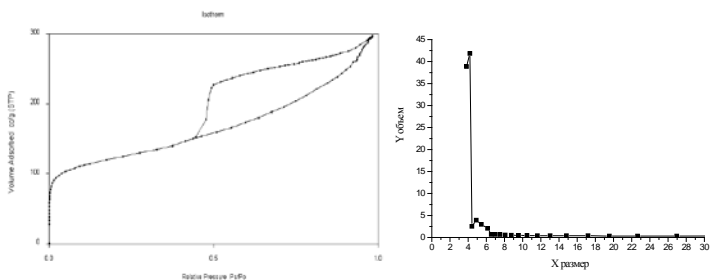 Isotherm
300
200
100
0
Volume Adsorbed cc/g (STP)
0.5
1.0
Relative Pressure, Ps/Po
45
40
35
30
25
20
15
10
5
0
Y объем
0 2 4 6 8 10 12 14 16 18 20 22 24 26 28 30
X размер